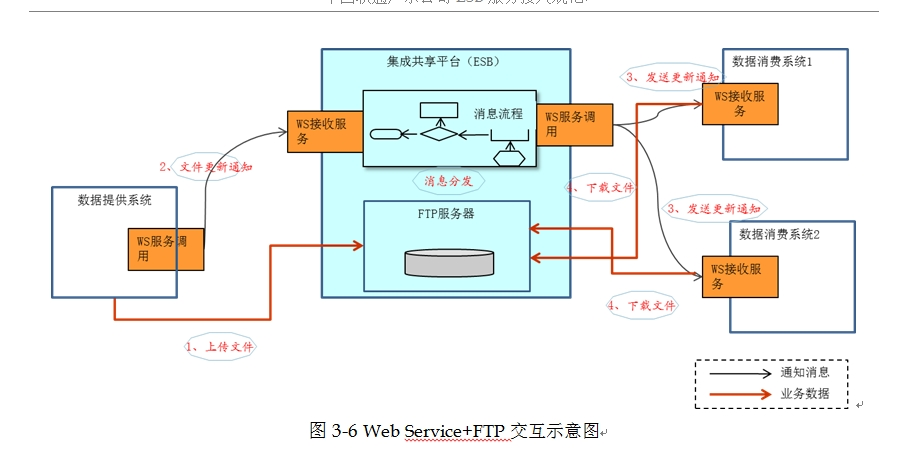 集成共享平台（ESB）
数据消费系统1
3、发送更新通知
WS接收服
务
消息流程
WS服务调
用
WS接收服
务
2、文件更新通知
消息分发
4、下载文件
数据提供系统
FTP服务器
3、发送更新通知
数据消费系统2
WS服务调
用
WS接收服
务
4、下载文件
1、上传文件
通知消息
业务数据
图 3-6 Web Service+FTP 交互示意图